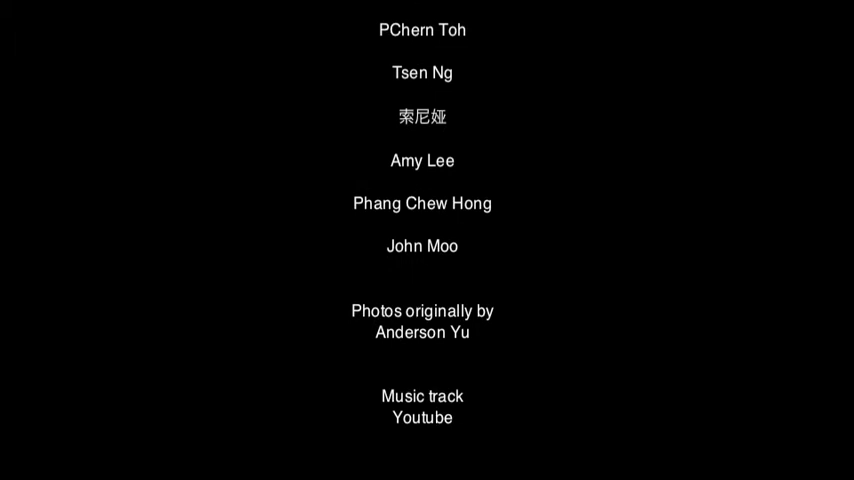 PChern Toh
Tsen Ng
索尼娅
Amy Lee
Phang Chew Hong
John Moo
Photos originally by
Anderson Yu
Music track
Youtube